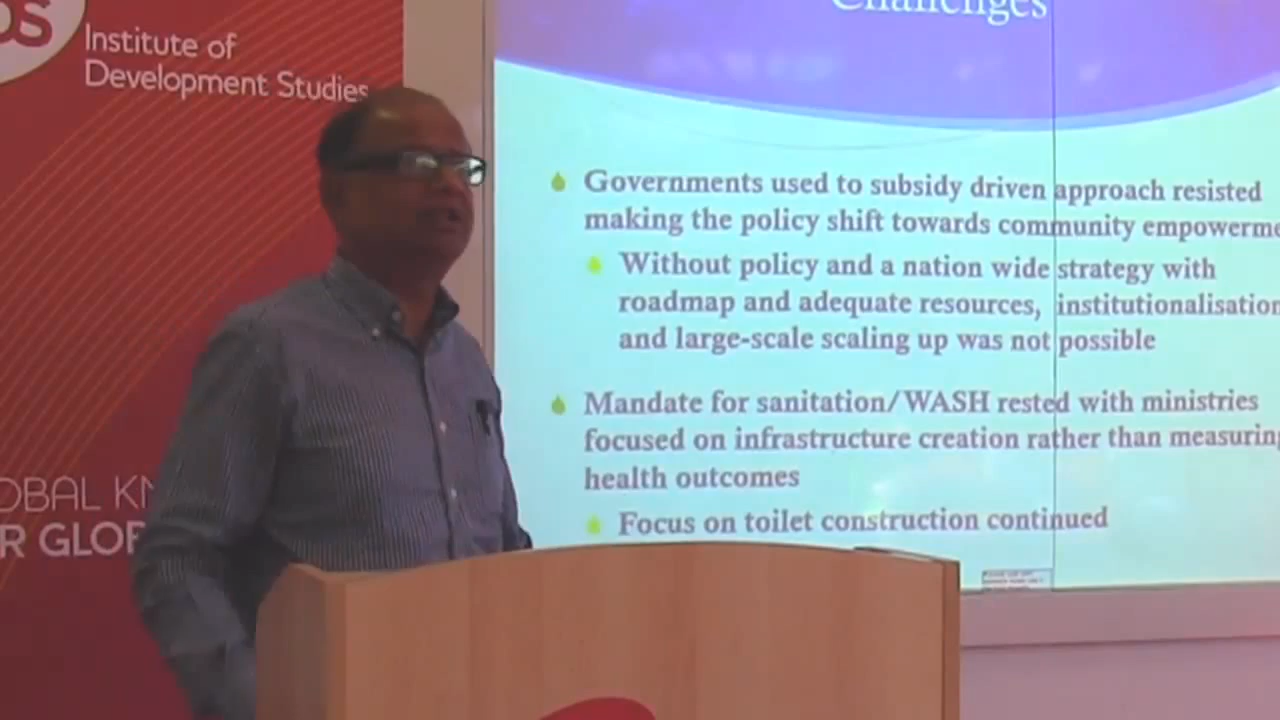 Institute of
Development Studies
Challenges
Governments used to subsidy driven approach resisted
making the policy shift towards community empowerme
Without policy and a nation wide strategy with
roadmap and adequate resources, institutionalisation
and large-scale scaling up was not possible
Mandate for sanitation/WASH rested with ministries
focused on infrastructure creation rather than measuring
health outcomes
Focus on toilet construction continued
OBAL KN
R GLOB